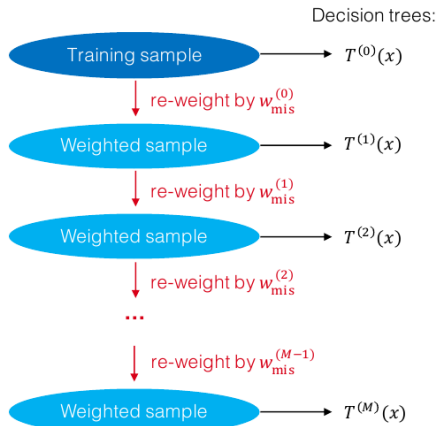 Decision trees:
Training sample T⁽⁰⁾(x)
re-weight by w_mis^(0)
Weighted sample T⁽¹⁾(x)
re-weight by w_mis^(1)
Weighted sample T⁽²⁾(x)
re-weight by w_mis^(2)
...
re-weight by w_mis^(M−1)
Weighted sample T⁽ᴹ⁾(x)